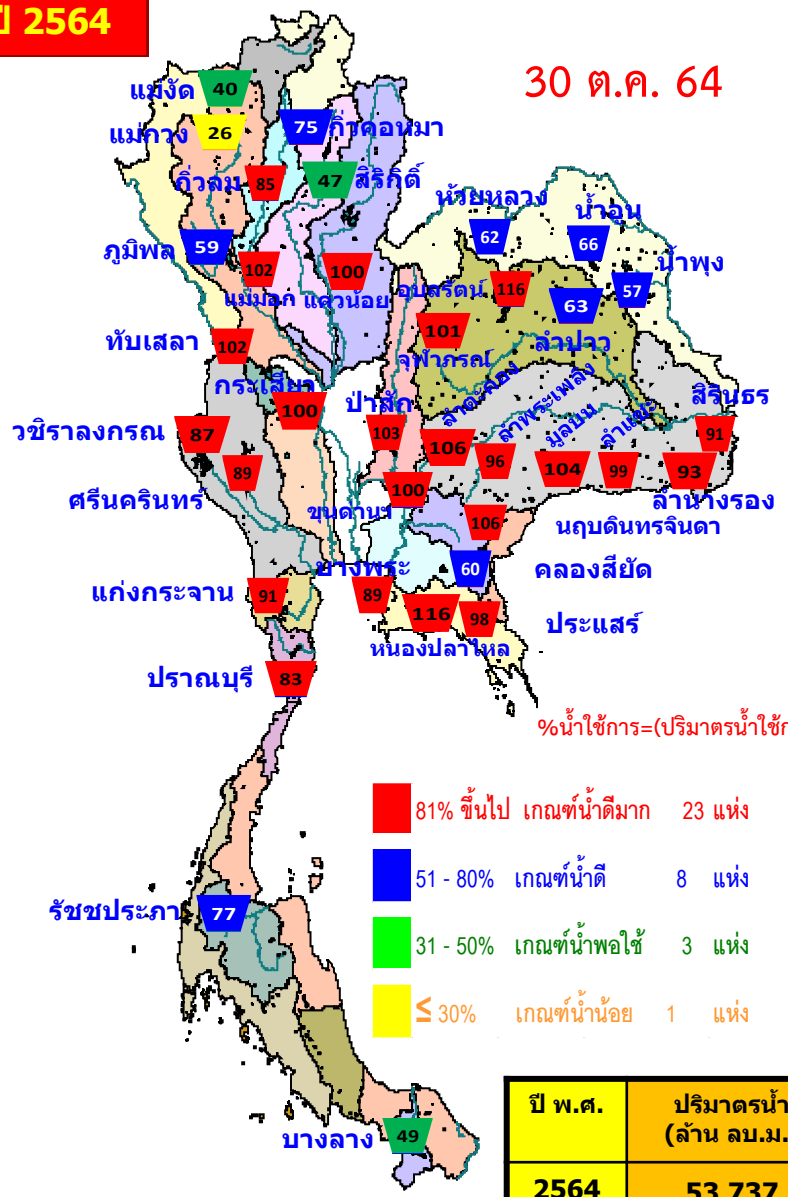 ปี 2564
30 ต.ค. 64
แม่งัด
40
แม่กวง
26
75
กิ่วคอหมา
กิ่วลม
85
47
สิริกิติ์
ห้วยหลวง
62
น้ำอูน
66
ภูมิพล
59
น้ำพุง
57
102
แม่มอก
100
แควน้อย
อุบลรัตน์
116
63
ลำปาว
101
จุฬาภรณ์
ทับเสลา
102
กระเสียว
100
ป่าสัก
103
ลำตะคอง
106
ลำพระเพลิง
96
มูลบน
104
ลำแชะ
99
สิรินธร
91
วชิราลงกรณ
87
ศรีนครินทร์
89
93
ลำนางรอง
ขุนด่านฯ
100
106
นฤบดินทรจินดา
60
คลองสียัด
บางพระ
89
แก่งกระจาน
91
116
หนองปลาไหล
98
ประแสร์
ปราณบุรี
83
%น้ำใช้การ=(ปริมาตรน้ำใช้
81% ขึ้นไป เกณฑ์น้ำดีมาก 23 แห่ง
51 - 80% เกณฑ์น้ำดี 8 แห่ง
31 - 50% เกณฑ์น้ำพอใช้ 3 แห่ง
≤ 30% เกณฑ์น้ำน้อย 1 แห่ง
รัชชประภา
77
บางลาง
49
ปี พ.ศ. ปริมาตรน้ำ
(ล้าน ลบ.ม.
2564 53,737